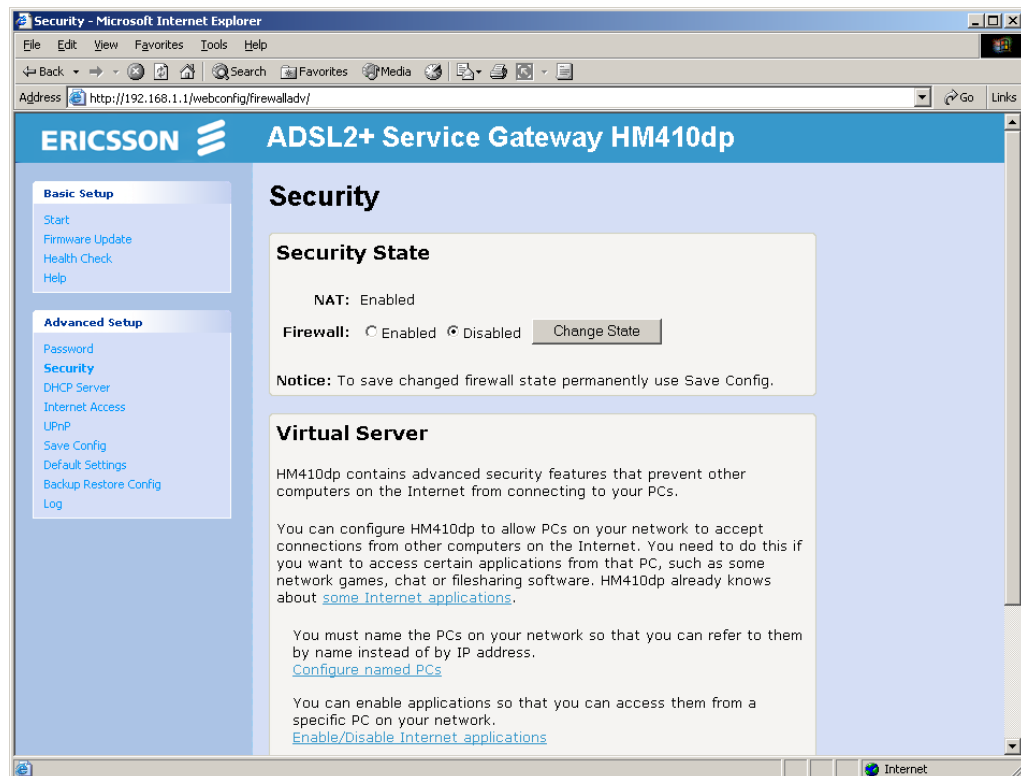 Security - Microsoft Internet Explorer
File Edit View Favorites Tools Help
Back Search Favorites Media
Address http://192.168.1.1/webconfig/firewalladv/ Go Links
ERICSSON ADSL2+ Service Gateway HM410dp
Basic Setup
Start
Firmware Update
Health Check
Help
Advanced Setup
Password
Security
DHCP Server
Internet Access
UPnP
Save Config
Default Settings
Backup Restore Config
Log
Security
Security State
NAT: Enabled
Firewall: Enabled Disabled Change State
Notice: To save changed firewall state permanently use Save Config.
Virtual Server
HM410dp contains advanced security features that prevent other
computers on the Internet from connecting to your PCs.
You can configure HM410dp to allow PCs on your network to accept
connections from other computers on the Internet. You need to do this if
you want to access certain applications from that PC, such as some
network games, chat or filesharing software. HM410dp already knows
about some Internet applications.
You must name the PCs on your network so that you can refer to them
by name instead of by IP address.
Configure named PCs
You can enable applications so that you can access them from a
specific PC on your network.
Enable/Disable Internet applications
Internet